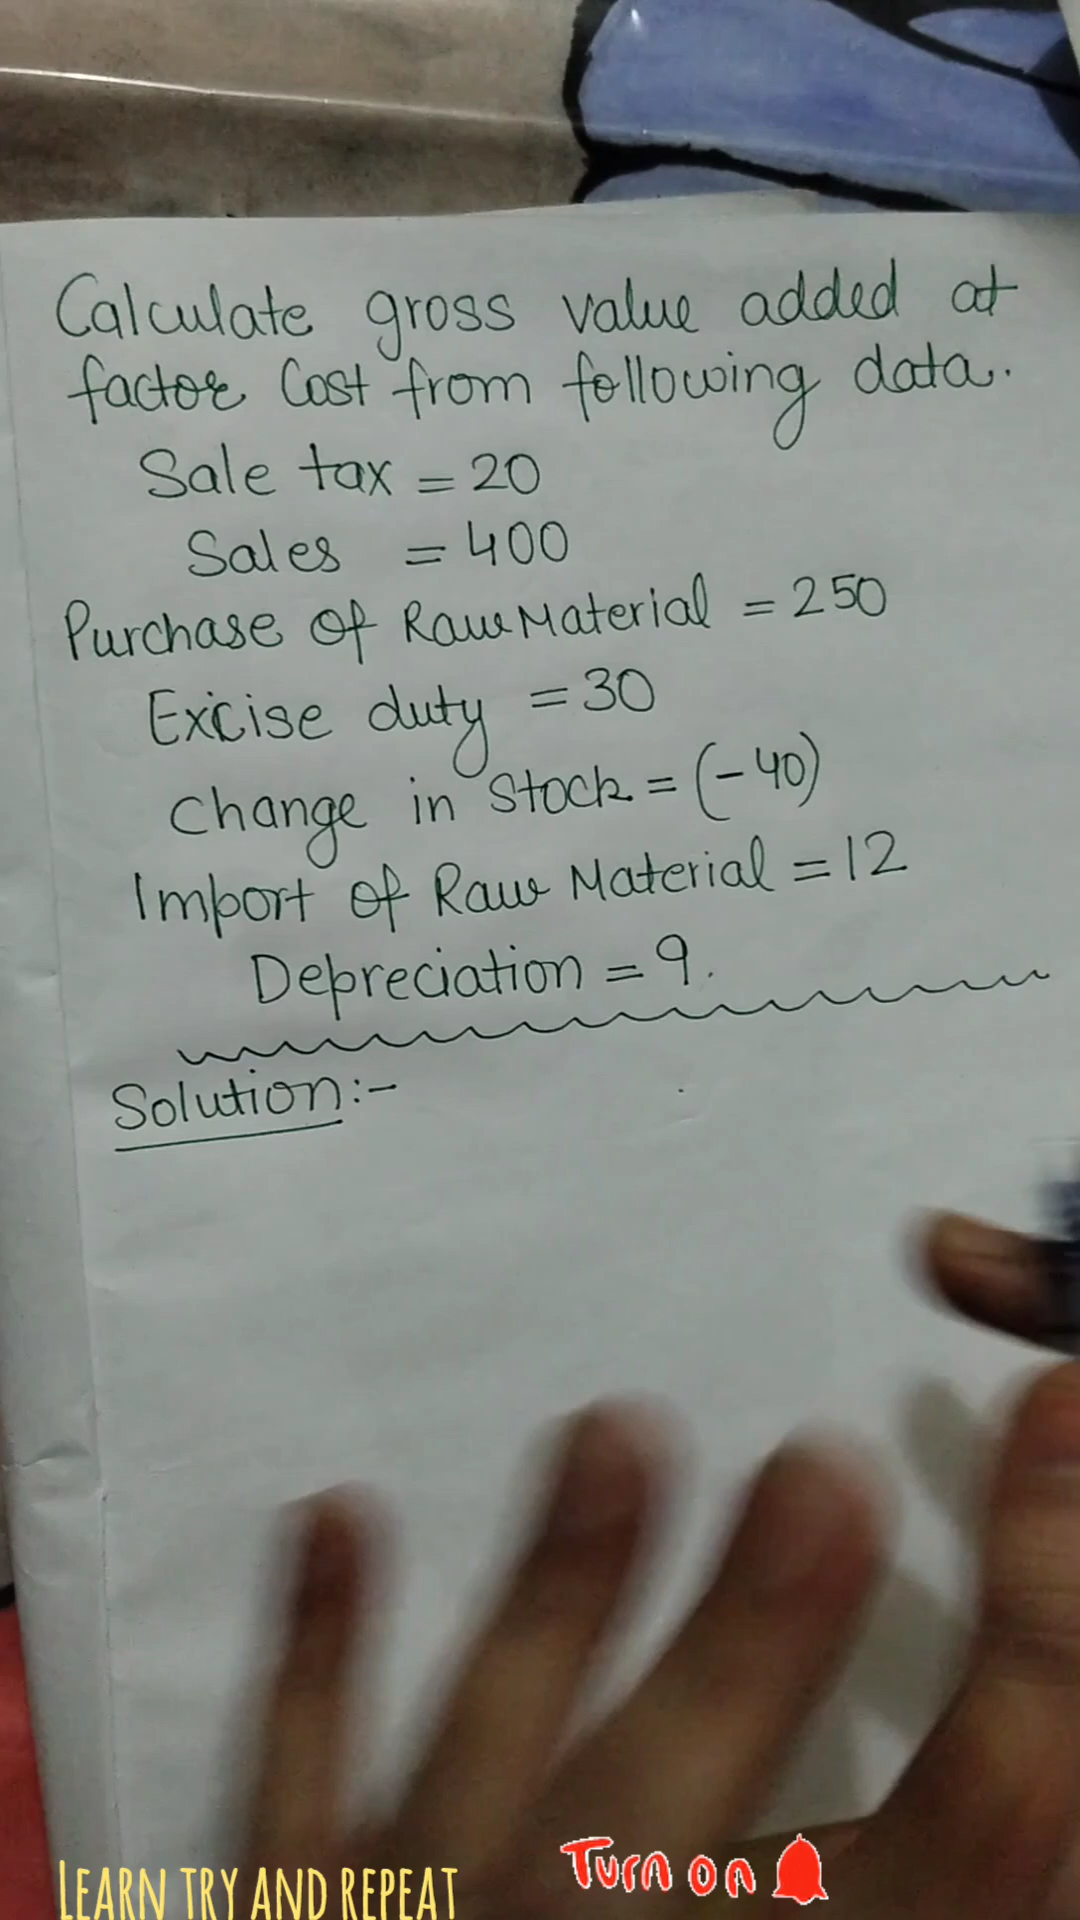 Calculate gross value added at
factor Cost from following data.
Sale tax = 20
Sales = 400
Purchase of Raw Material = 250
Excise duty = 30
Change in Stock = (-40)
Import of Raw Material = 12
Depreciation = 9.
Solution:-
Turn on
LEARN TRY AND REPEAT